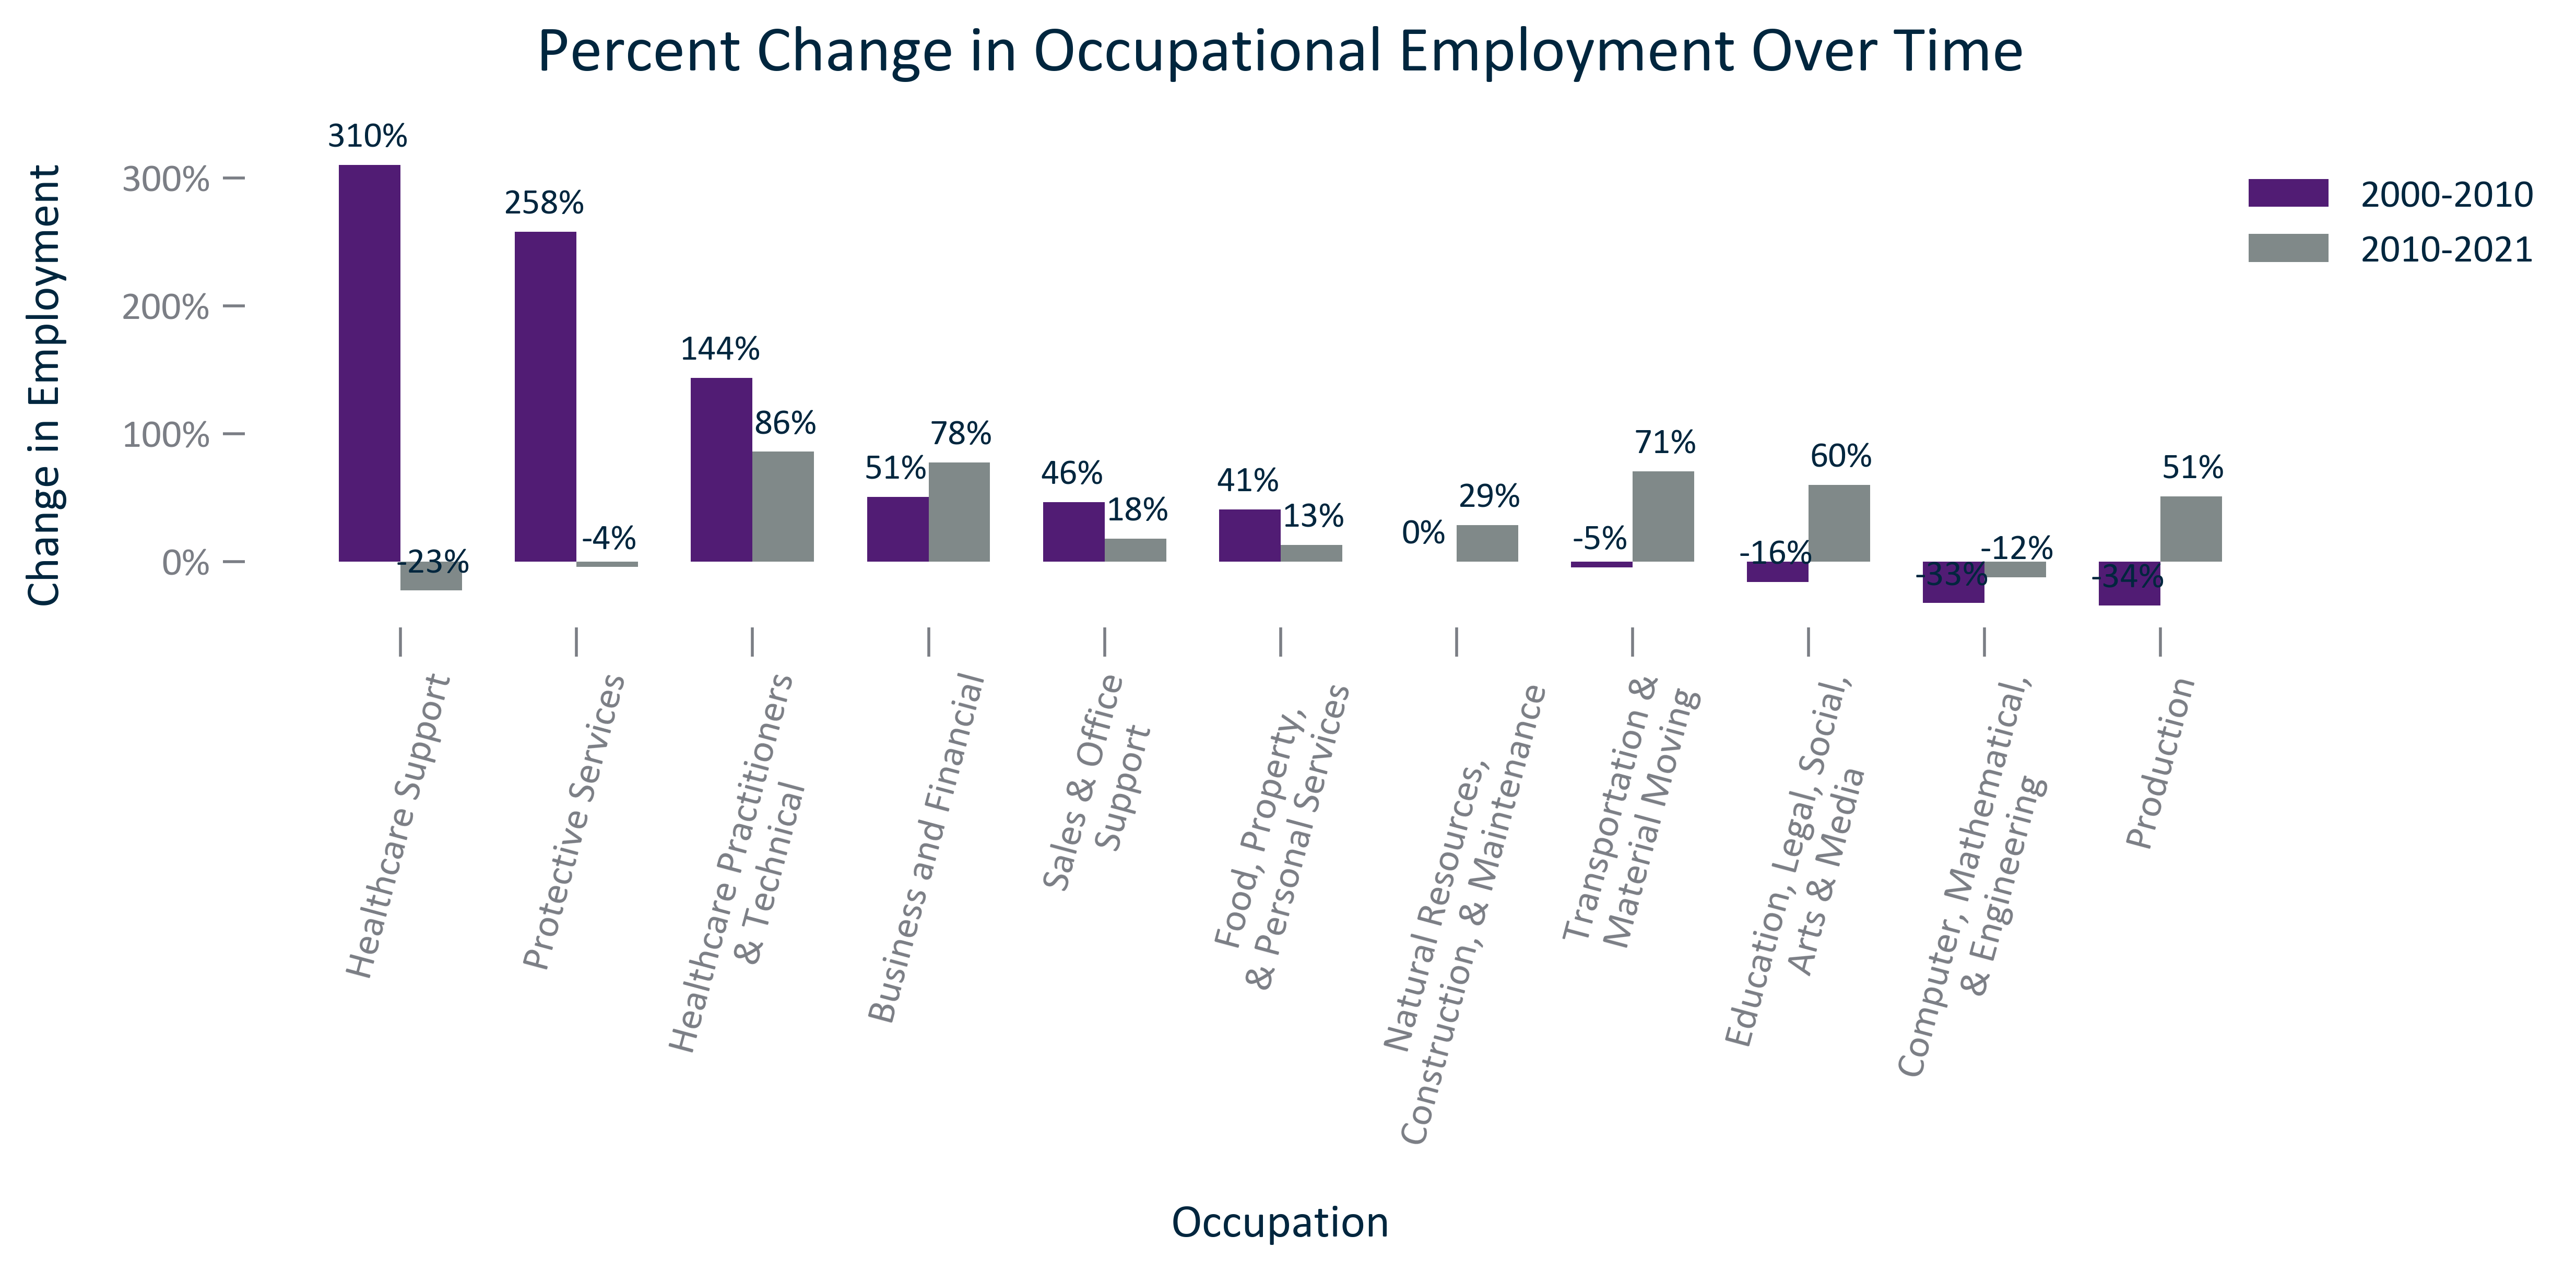 Percent Change in Occupational Employment Over Time
Change in Employment
300%
200%
100%
0%
2000-2010
2010-2021
310%
-23%
258%
-4%
144%
86%
51%
78%
46%
18%
41%
13%
0%
29%
-5%
71%
-16%
60%
-33%
-12%
-34%
51%
Healthcare Support
Protective Services
Healthcare Practitioners
& Technical
Business and Financial
Sales & Office
Support
Food, Property,
& Personal Services
Natural Resources,
Construction, & Maintenance
Transportation &
Material Moving
Education, Legal, Social,
Arts & Media
Computer, Mathematical,
& Engineering
Production
Occupation